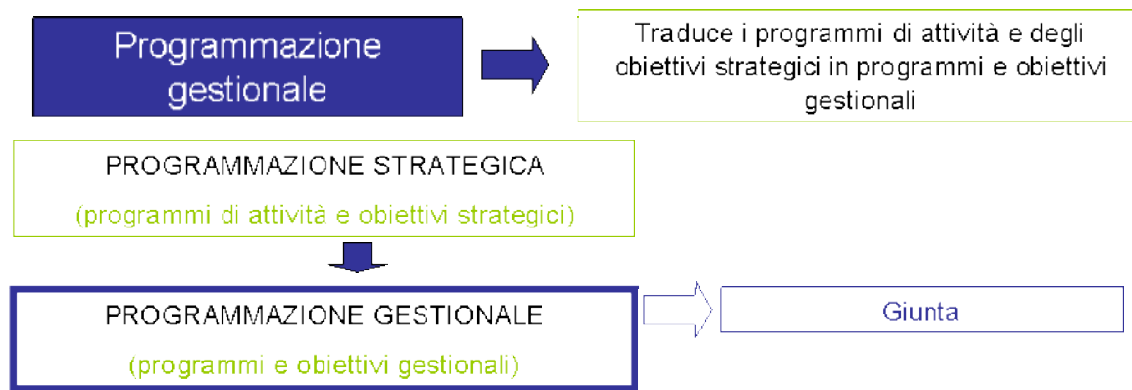 Programmazione
gestionale
Traduce i programmi di attività e degli
obiettivi strategici in programmi e obiettivi
gestionali
PROGRAMMAZIONE STRATEGICA
(programmi di attività e obiettivi strategici)
PROGRAMMAZIONE GESTIONALE
(programmi e obiettivi gestionali)
Giunta